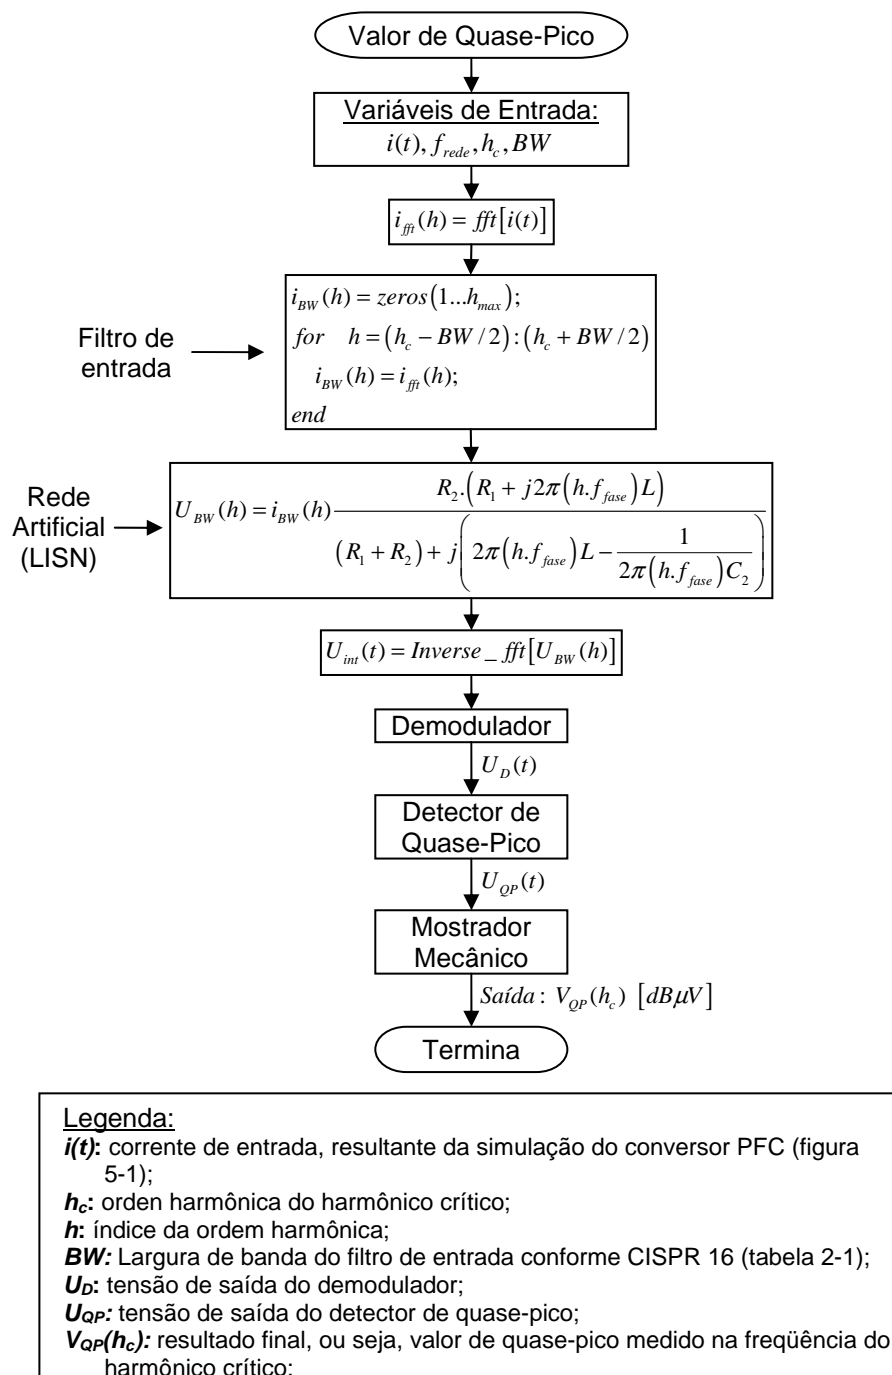 Valor de Quase-Pico
Variáveis de Entrada:
i(t), f_rede, h_c, BW
i_fft(h) = fft[i(t)]
Filtro de
entrada
i_BW(h) = zeros(1...h_max);
for h = (h_c − BW / 2) : (h_c + BW / 2)
i_BW(h) = i_fft(h);
end
Rede
Artificial
(LISN)
U_BW(h) = i_BW(h) R_2.(R_1 + j2π(h.f_fase)L) / ((R_1 + R_2) + j(2π(h.f_fase)L − 1 / (2π(h.f_fase)C_2)))
U_int(t) = Inverse_fft[U_BW(h)]
Demodulador
U_D(t)
Detector de
Quase-Pico
U_QP(t)
Mostrador
Mecânico
Saída : V_QP(h_c) [dBμV]
Termina
Legenda:
i(t): corrente de entrada, resultante da simulação do conversor PFC (figura
5-1);
h_c: orden harmônica do harmônico crítico;
h: índice da ordem harmônica;
BW: Largura de banda do filtro de entrada conforme CISPR 16 (tabela 2-1);
U_D: tensão de saída do demodulador;
U_QP: tensão de saída do detector de quase-pico;
V_QP(h_c): resultado final, ou seja, valor de quase-pico medido na freqüência do
harmônico crítico;